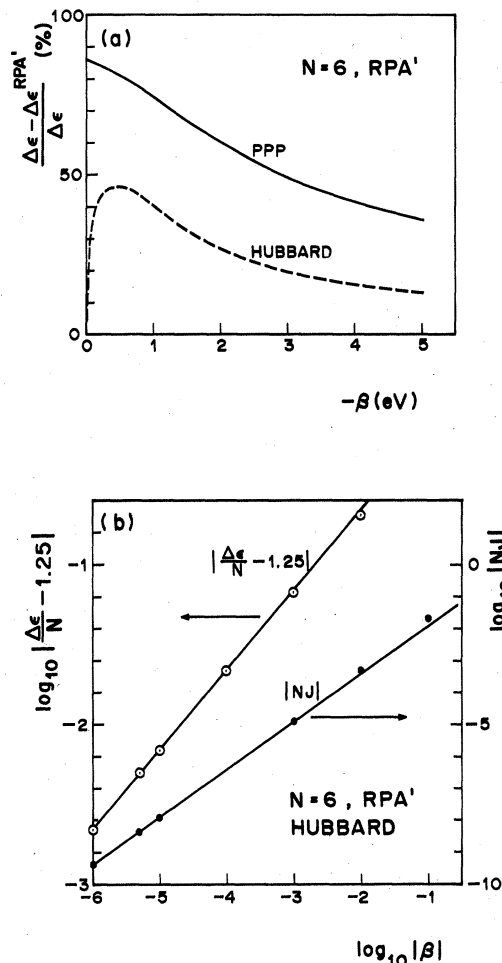 (a)
N=6, RPA'
Δϵ - Δϵ^RPA' / Δϵ (%)
100
50
0
PPP
HUBBARD
0 1 2 3 4 5
-β (eV)
(b)
|Δϵ/N - 1.25|
log10 |Δϵ/N - 1.25|
-1
-2
-3
|NJ|
0
-5
-10
|NJ|
N=6, RPA'
HUBBARD
-6 -5 -4 -3 -2 -1
log10 |β|